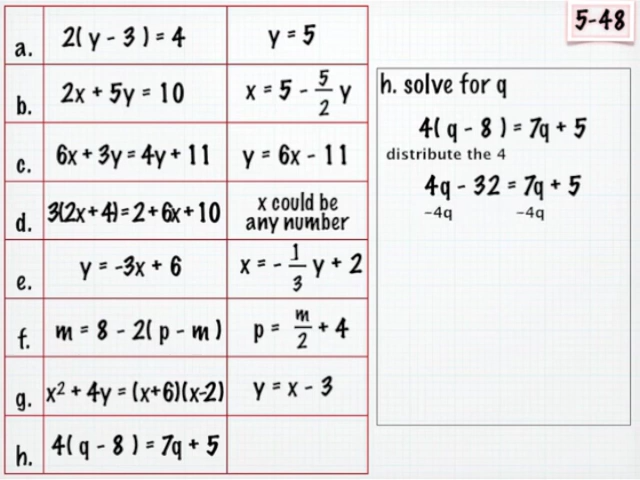 5-48
a. 2( y - 3 ) = 4 y = 5
b. 2x + 5y = 10 x = 5 - 5/2 y
c. 6x + 3y = 4y + 11 y = 6x - 11
d. 3(2x+4)=2+6x+10 x could be
any number
e. y = -3x + 6 x = - 1/3 y + 2
f. m = 8 - 2( p - m ) p = m/2 + 4
g. x² + 4y = (x+6)(x-2) y = x - 3
h. 4( q - 8 ) = 7q + 5
h. solve for q
4( q - 8 ) = 7q + 5
distribute the 4
4q - 32 = 7q + 5
-4q -4q